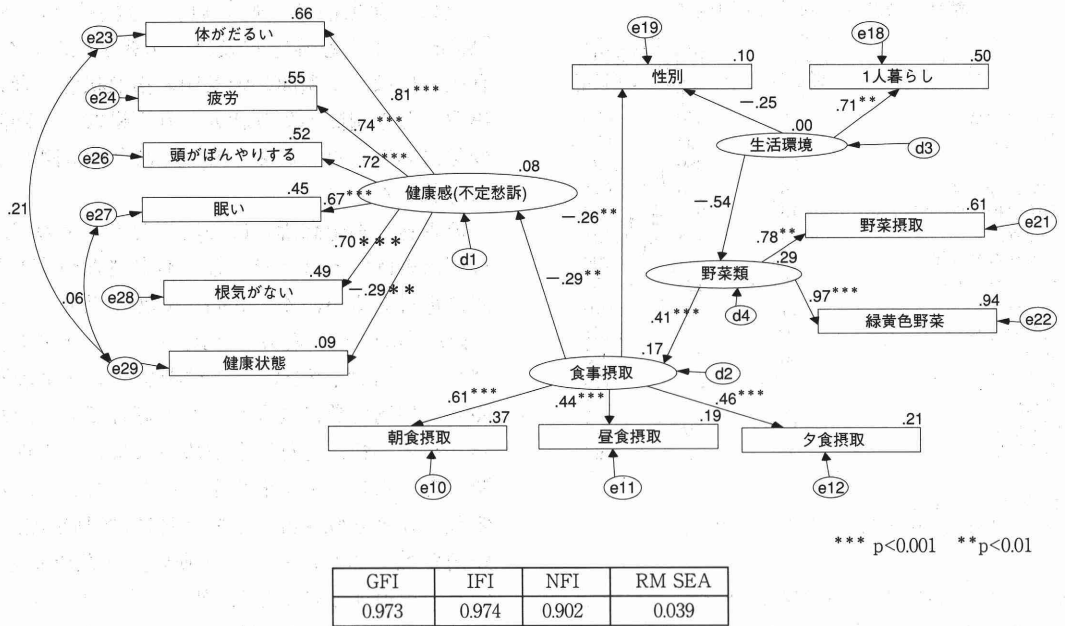 e19
e18
.66
e23
体がだるい
.10
性別
.50
1人暮らし
.55
e24
疲労
.81***
−.25
.71**
.74***
.00
生活環境
d3
.52
e26
頭がぼんやりする
.72***
.08
健康感(不定愁訴)
.45
.67***
.21
e27
眠い
−.26**
−.54
.61
野菜摂取
e21
.70***
d1
.78**
.29
野菜類
.49
e28
根気がない
−.29**
−.29**
d4
.97***
.94
緑黄色野菜
e22
.06
.41***
.09
e29
健康状態
.17
食事摂取
d2
.61***
.44***
.46***
.37
朝食摂取
.19
昼食摂取
.21
夕食摂取
e10
e11
e12
*** p<0.001 **p<0.01
GFI IFI NFI RM SEA
0.973 0.974 0.902 0.039